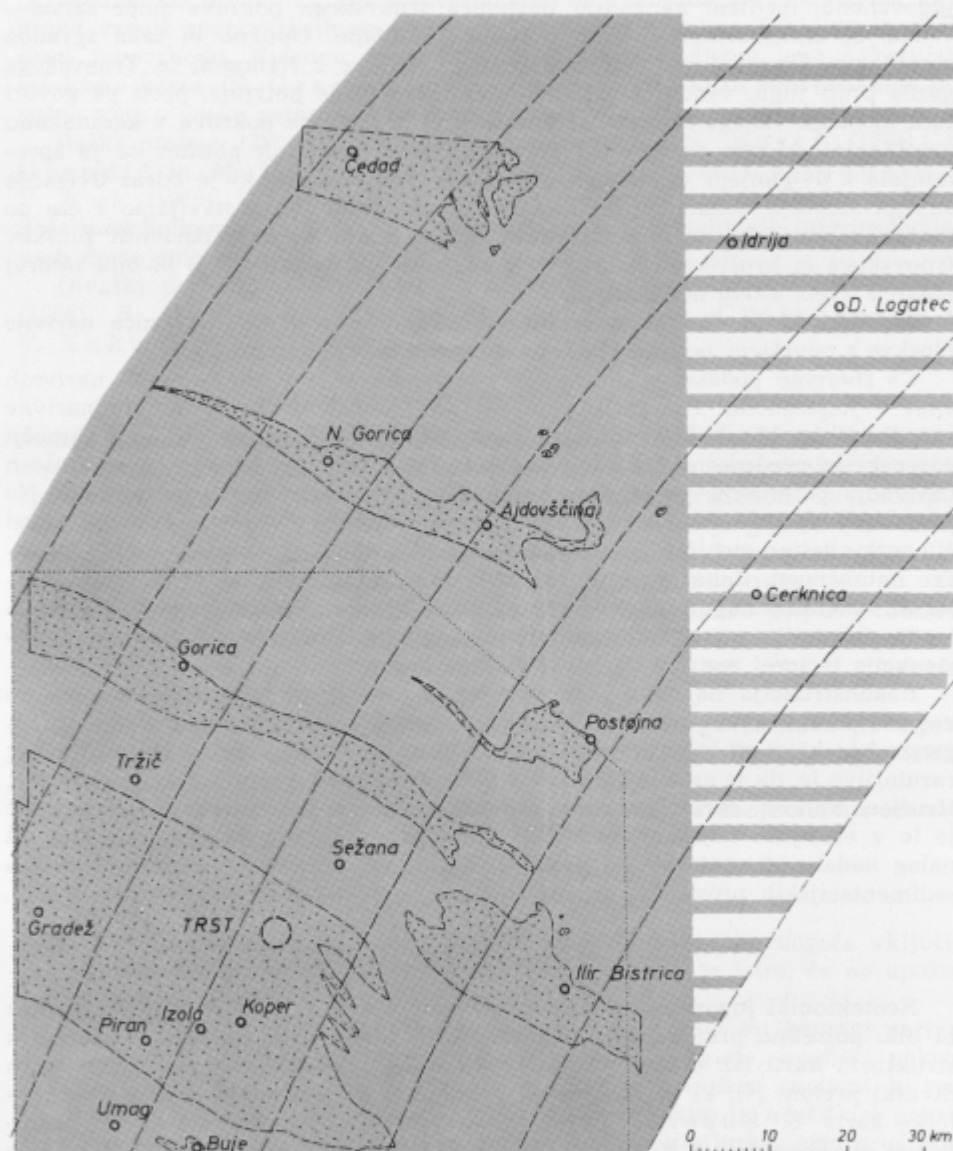 Čedad
Idrija
D. Logatec
N. Gorica
Ajdovščina
Cerknica
Gorica
Postojna
Tržič
Sežana
Gradež
TRST
Ilir Bistrica
Koper
Izola
Piran
Umag
Buje
0 10 20 30 km